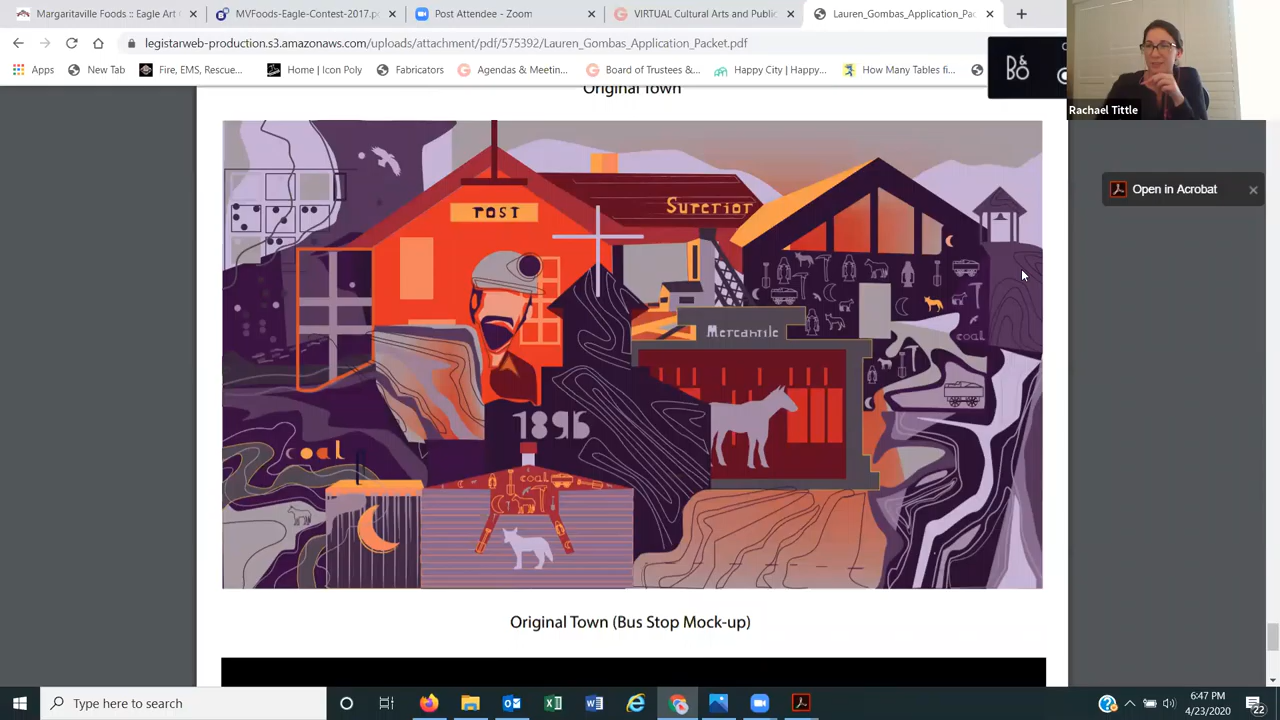 Margaritaville Foods :: Eagle Art
MVFoods-Eagle-Contest-2017.p
Post Attendee - Zoom
VIRTUAL Cultural Arts and Public
Lauren_Gombas_Application_Pac
legistarweb-production.s3.amazonaws.com/uploads/attachment/pdf/575392/Lauren_Gombas_Application_Packet.pdf
Apps
New Tab
Fire, EMS, Rescue...
Home | Icon Poly
Fabricators
Agendas & Meetin...
Board of Trustees &...
Happy City | Happy...
How Many Tables fi...
B&O
Rachael Tittle
Original Town
Open in Acrobat
POST
Superior
Mercantile
coal
1896
coal
coal
Original Town (Bus Stop Mock-up)
Type here to search
6:47 PM
4/23/2020
22